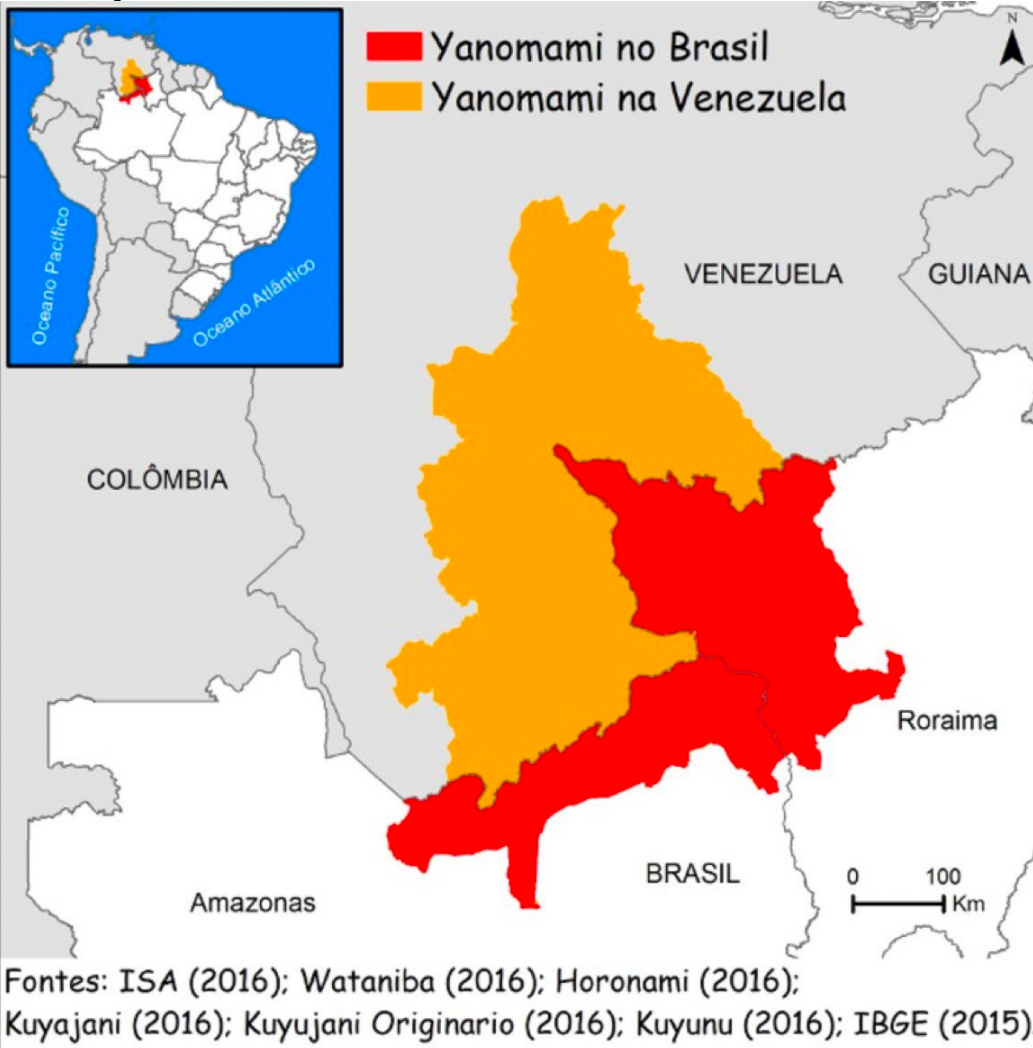 Yanomami no Brasil
Yanomami na Venezuela
N
Oceano Pacífico
Oceano Atlântico
VENEZUELA
GUIANA
COLÔMBIA
Roraima
BRASIL
Amazonas
0 100
Km
Fontes: ISA (2016); Wataniba (2016); Horonami (2016);
Kuyajani (2016); Kuyujani Originario (2016); Kuyunu (2016); IBGE (2015)